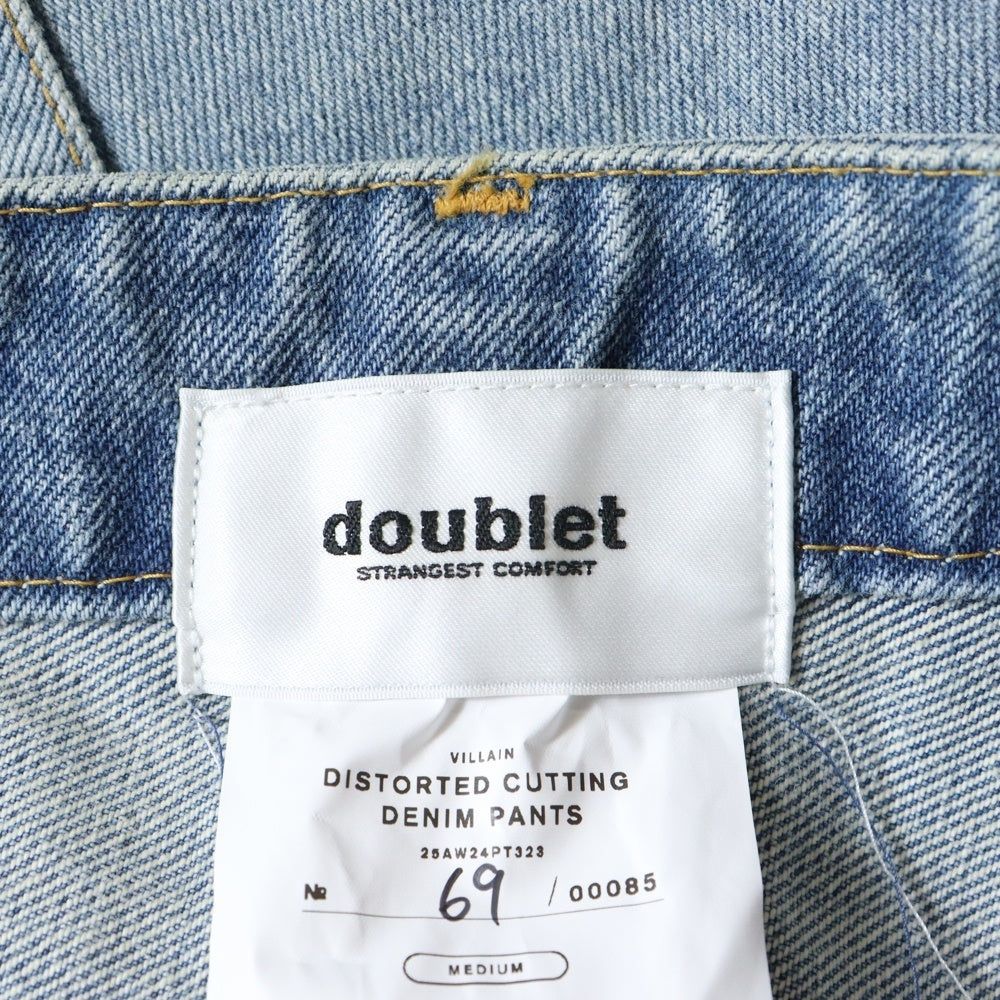 doublet
STRANGEST COMFORT
VILLAIN
DISTORTED CUTTING
DENIM PANTS
25AW24PT323
№ 69 / 00085
MEDIUM